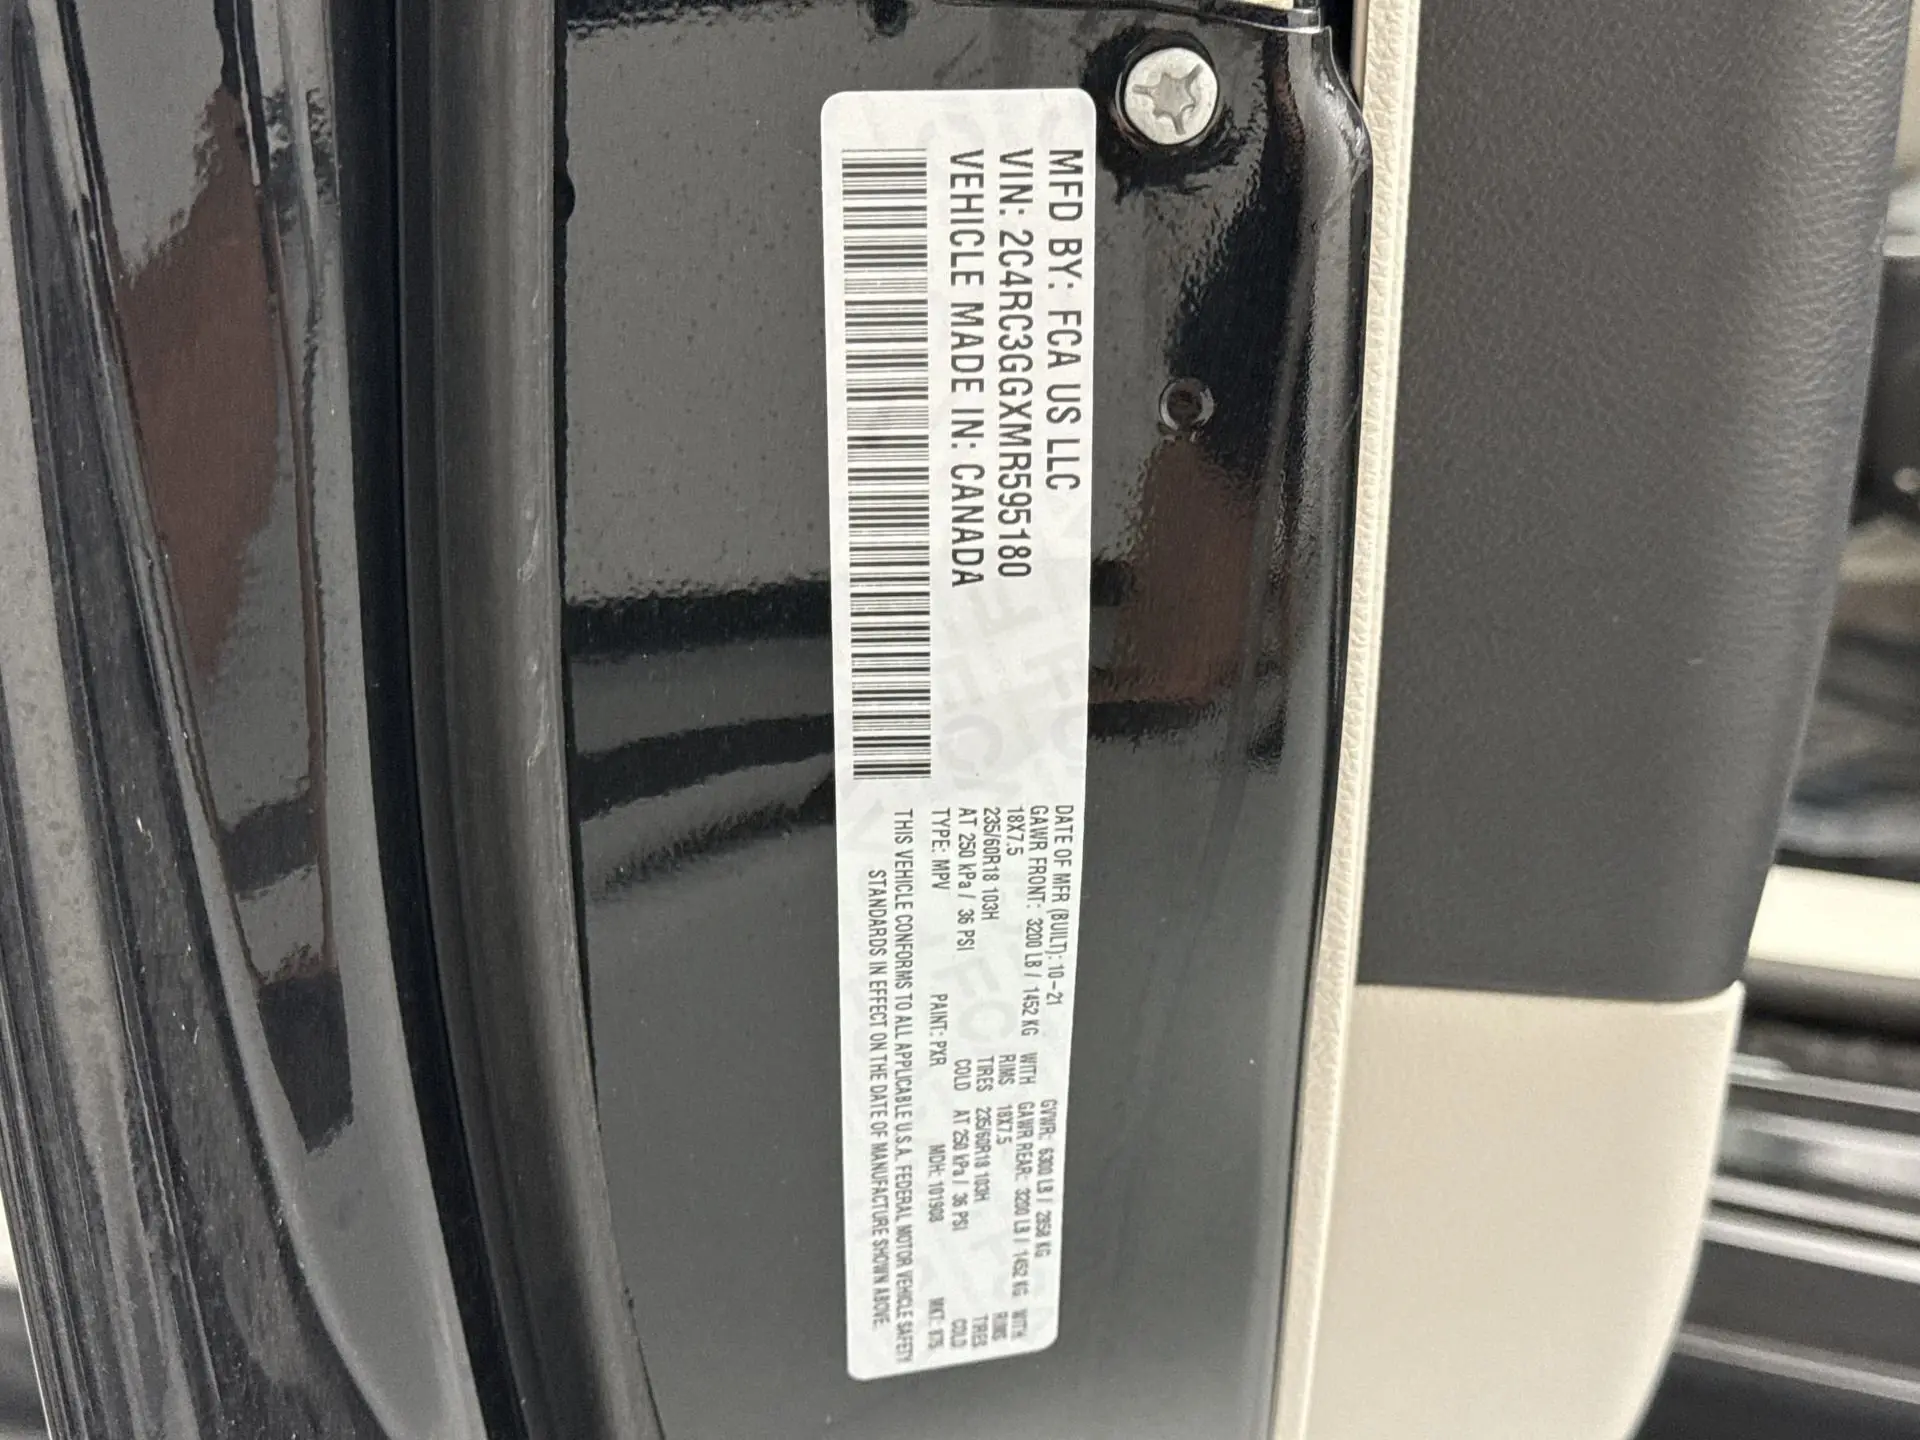 MFD BY: FCA US LLC
VIN: 2C4RC3GGXMR595180
VEHICLE MADE IN: CANADA
DATE OF MFR (BUILT): 10-21 GVWR: 6300 LB / 2858 KG
GAWR FRONT: 3200 LB / 1452 KG WITH GAWR REAR: 3200 LB / 1452 KG WITH
18X7.5 RIMS 18X7.5 RIMS
235/60R18 103H TIRES 235/60R18 103H TIRES
AT 250 kPa / 36 PSI COLD AT 250 kPa / 36 PSI COLD
TYPE: MPV PAINT: PXR MDH: 101908 MKT:
THIS VEHICLE CONFORMS TO ALL APPLICABLE U.S.A. FEDERAL MOTOR VEHICLE SAFETY
STANDARDS IN EFFECT ON THE DATE OF MANUFACTURE SHOWN ABOVE.